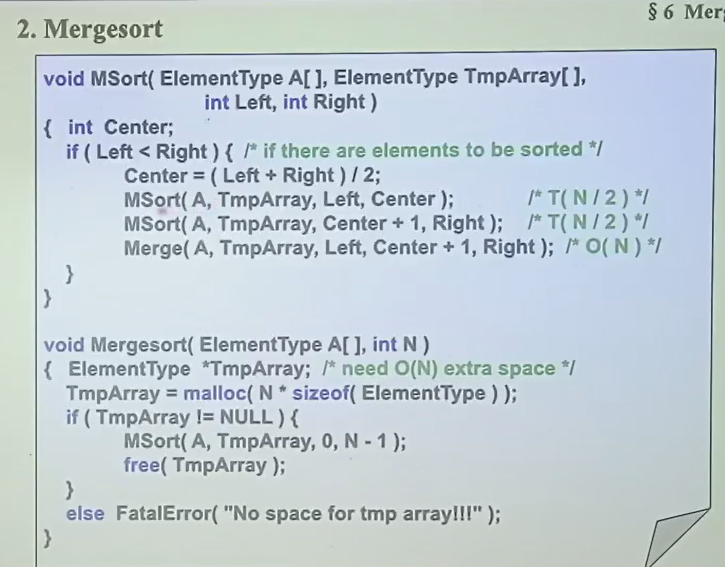 § 6 Mer
2. Mergesort
void MSort( ElementType A[ ], ElementType TmpArray[ ],
int Left, int Right )
{ int Center;
if ( Left < Right ) { /* if there are elements to be sorted */
Center = ( Left + Right ) / 2;
MSort( A, TmpArray, Left, Center ); /* T( N / 2 ) */
MSort( A, TmpArray, Center + 1, Right ); /* T( N / 2 ) */
Merge( A, TmpArray, Left, Center + 1, Right ); /* O( N ) */
}
}
void Mergesort( ElementType A[ ], int N )
{ ElementType *TmpArray; /* need O(N) extra space */
TmpArray = malloc( N * sizeof( ElementType ) );
if ( TmpArray != NULL ) {
MSort( A, TmpArray, 0, N - 1 );
free( TmpArray );
}
else FatalError( "No space for tmp array!!!" );
}